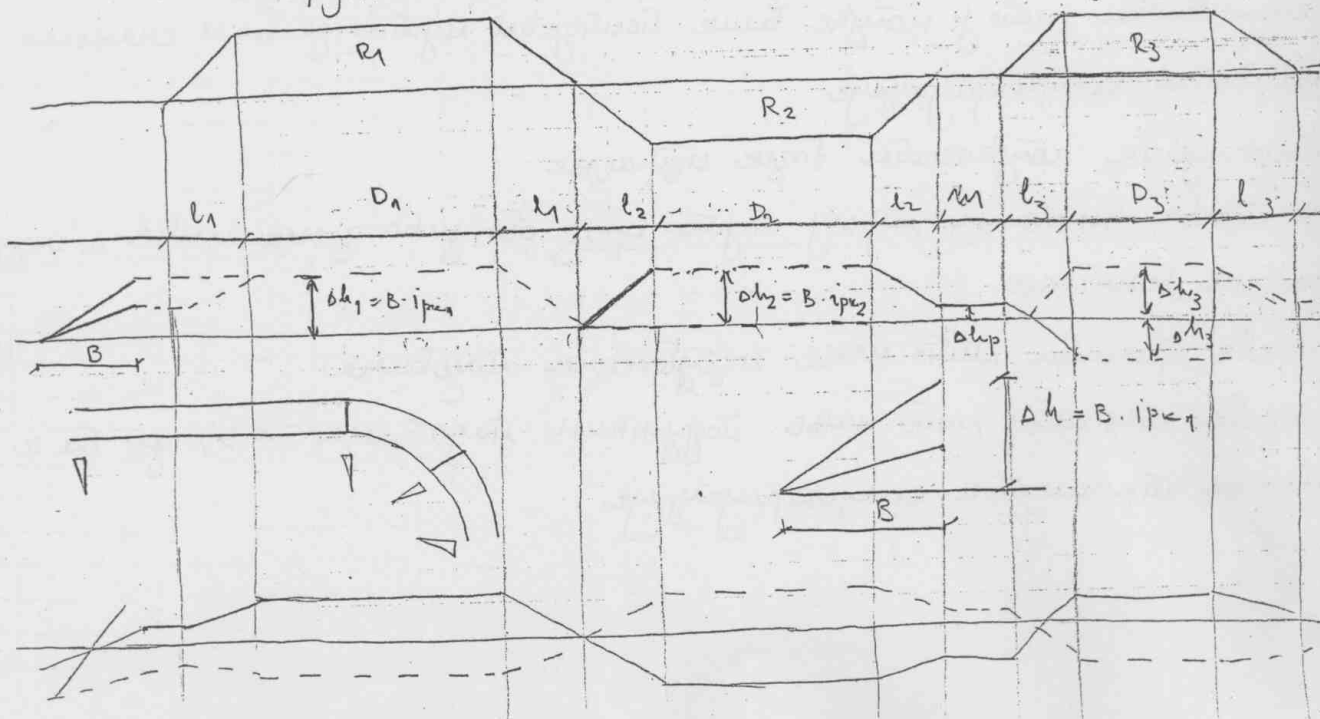 R1
R3
R2
l1 D1 l1 l2 D2 l2 l3 D3 l3
Δh1 = B·ipk1
Δh2 = B·ipk2
Δh3
Δhp
Δh3
B
Δh = B·ipk1
B